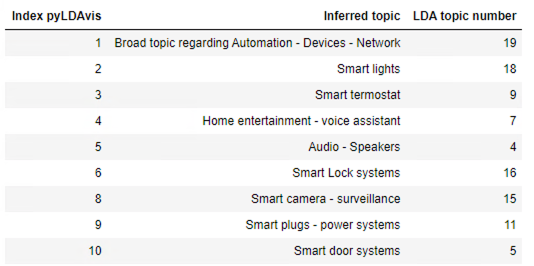 Index pyLDAvis Inferred topic LDA topic number
1 Broad topic regarding Automation - Devices - Network 19
2 Smart lights 18
3 Smart termostat 9
4 Home entertainment - voice assistant 7
5 Audio - Speakers 4
6 Smart Lock systems 16
8 Smart camera - surveillance 15
9 Smart plugs - power systems 11
10 Smart door systems 5